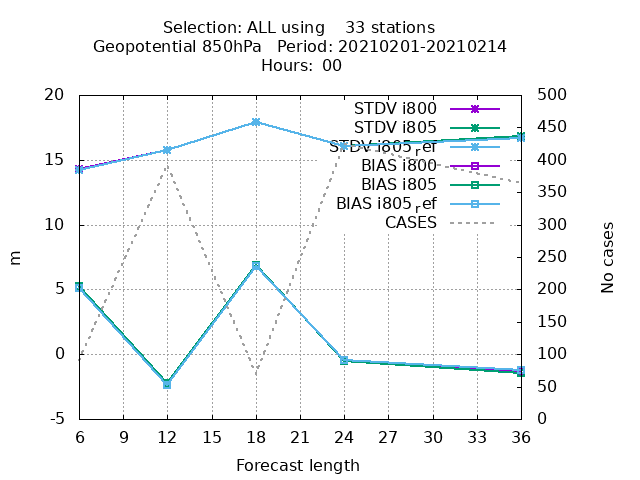 Selection: ALL using    33 stations
Geopotential 850hPa   Period: 20210201-20210214
Hours: 00
20
15
10
5
0
-5
m
500
450
400
350
300
250
200
150
100
50
0
No cases
STDV i800
STDV i805
STDV i805_ref
BIAS i800
BIAS i805
BIAS i805_ref
CASES
6 9 12 15 18 21 24 27 30 33 36
Forecast length